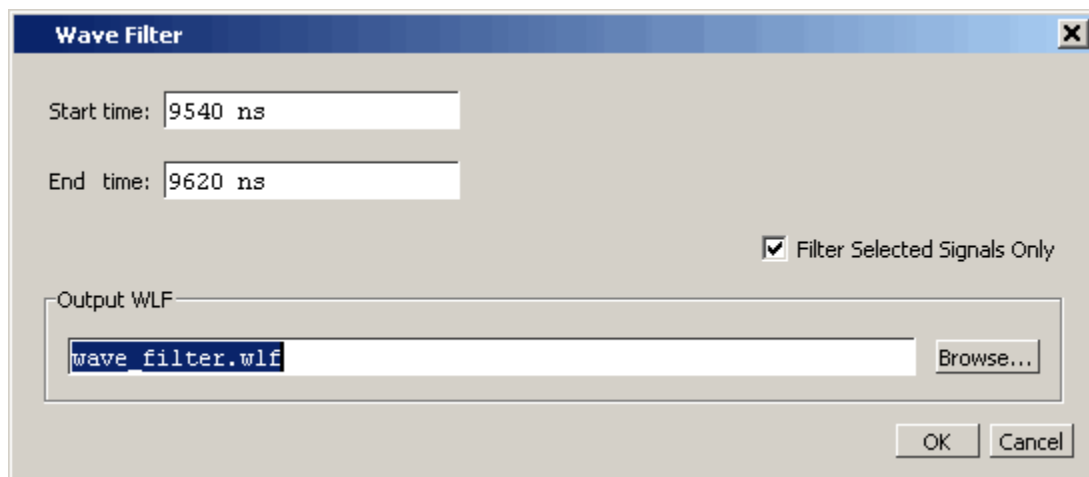 Wave Filter
Start time: 9540 ns
End time: 9620 ns
Filter Selected Signals Only
Output WLF
wave_filter.wlf
Browse...
OK Cancel